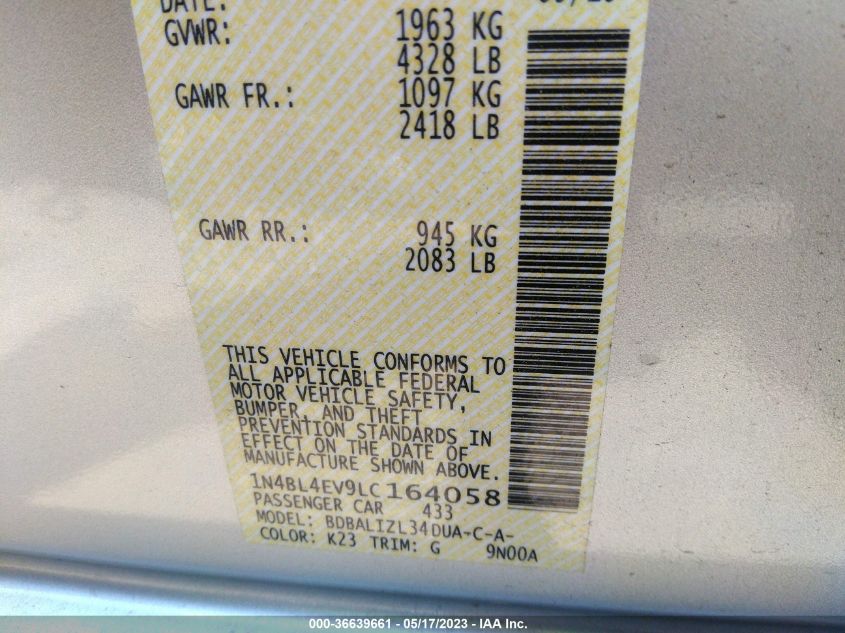 DATE:
GVWR: 1963 KG
4328 LB
GAWR FR.: 1097 KG
2418 LB
GAWR RR.: 945 KG
2083 LB
THIS VEHICLE CONFORMS TO
ALL APPLICABLE FEDERAL
MOTOR VEHICLE SAFETY,
BUMPER, AND THEFT
PREVENTION STANDARDS IN
EFFECT ON THE DATE OF
MANUFACTURE SHOWN ABOVE.
1N4BL4EV9LC164058
PASSENGER CAR 433
MODEL: BDBALIZL34DUA-C-A-
COLOR: K23 TRIM: G 9N00A
000-36639661 - 05/17/2023 - IAA Inc.